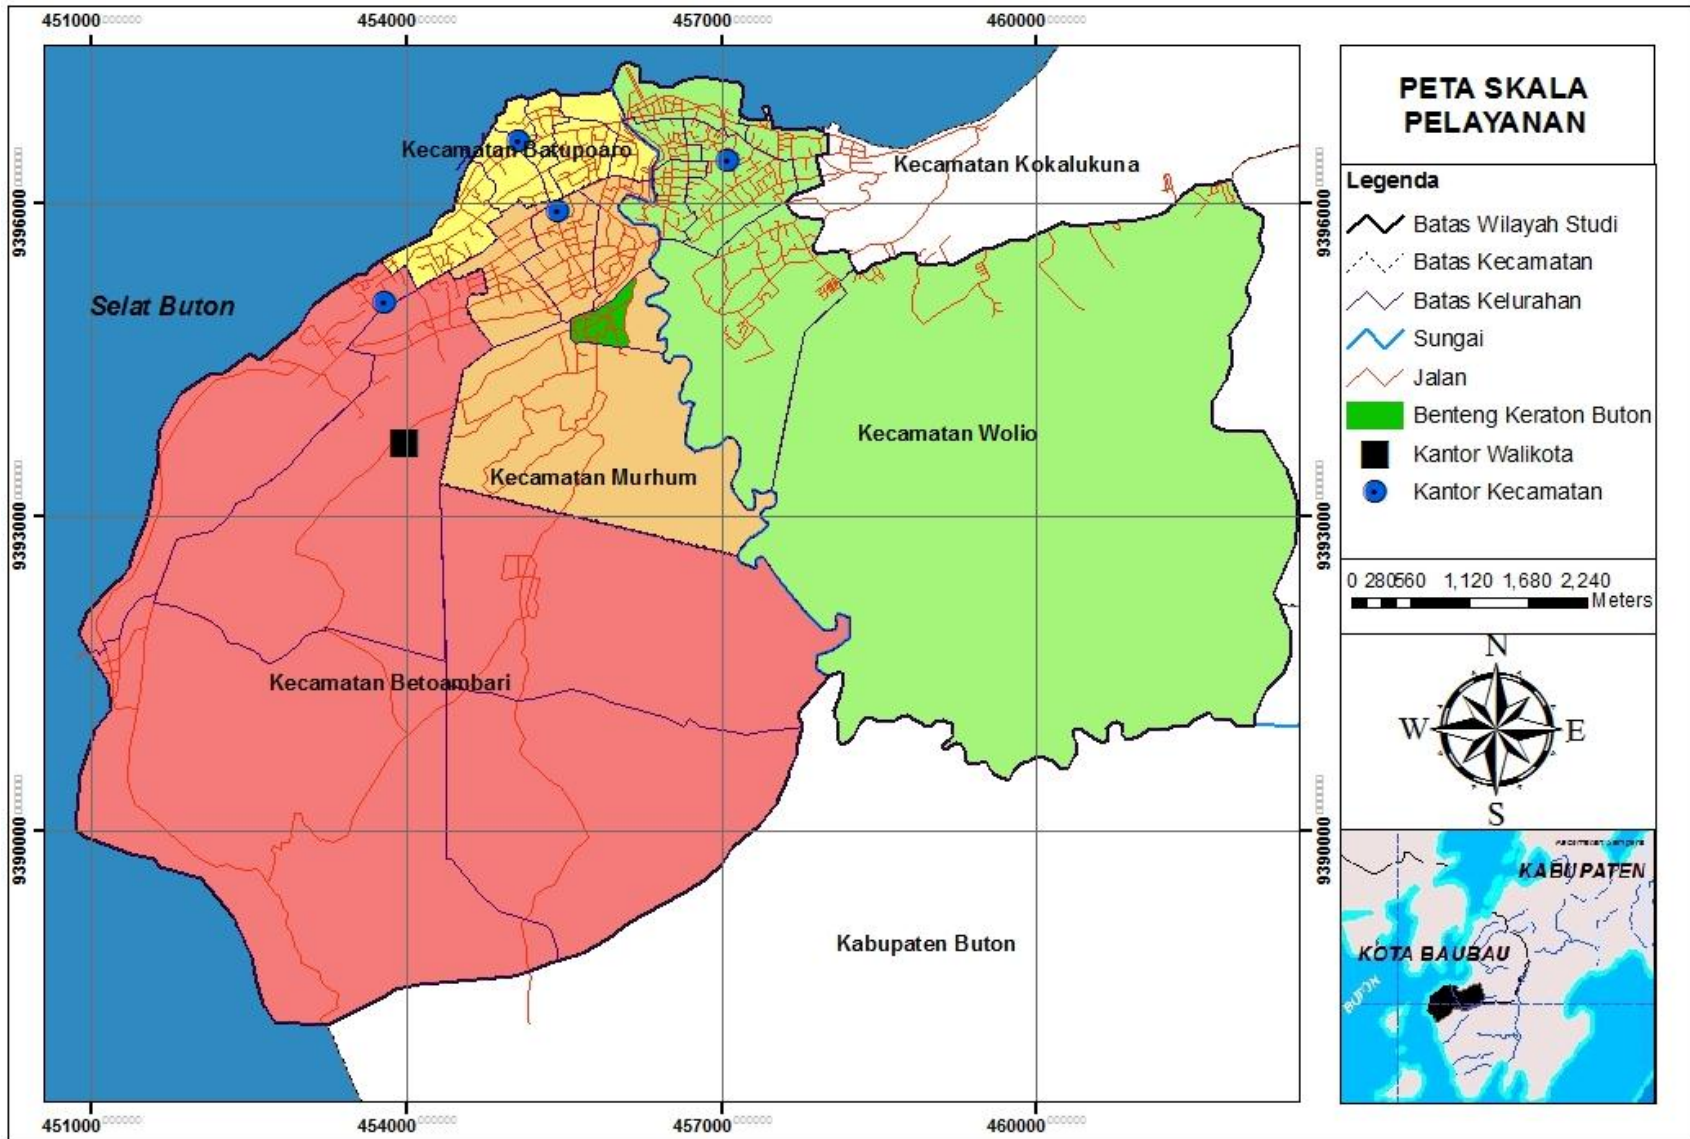 451000
454000
457000
460000
PETA SKALA
PELAYANAN
Kecamatan Batupoaro
Kecamatan Kokalukuna
9396000
9396000
Selat Buton
Kecamatan Wolio
Kecamatan Murhum
9393000
9393000
Kecamatan Betoambari
9390000
9390000
Kabupaten Buton
451000
454000
457000
460000
Legenda
Batas Wilayah Studi
Batas Kecamatan
Batas Kelurahan
Sungai
Jalan
Benteng Keraton Buton
Kantor Walikota
Kantor Kecamatan
0 280560 1,120 1,680 2,240
Meters
N
W E
S
KABUPATEN
KOTA BAUBAU
BUTON